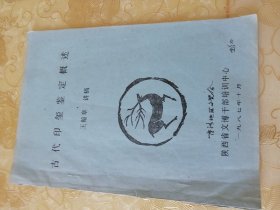 古代印玺鉴定概述
王翰章 讲稿
陕西省文博干部培训中心
一九八七年十月